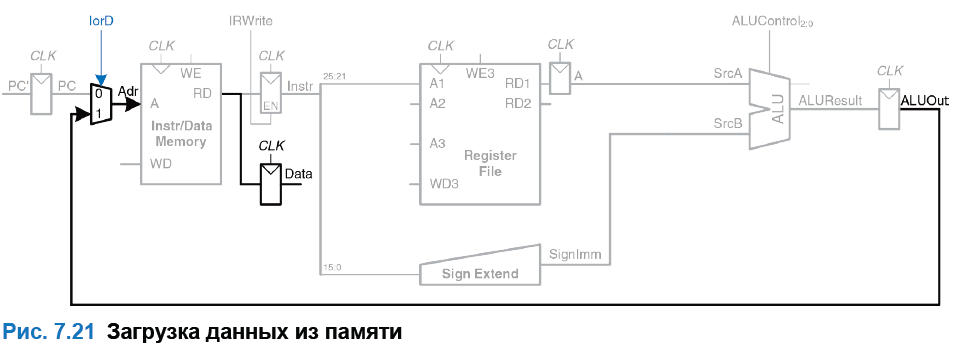 IorD IRWrite ALUControl2:0
CLK CLK CLK CLK CLK CLK
PC' PC 0 1 Adr A WE RD EN Instr 25:21 A1 WE3 RD1 A SrcA ALUResult ALUOut
A2 RD2
Instr/Data Memory
SrcB ALU
WD CLK Data A3 Register File
WD3
SignImm
15:0 Sign Extend
Рис. 7.21 Загрузка данных из памяти